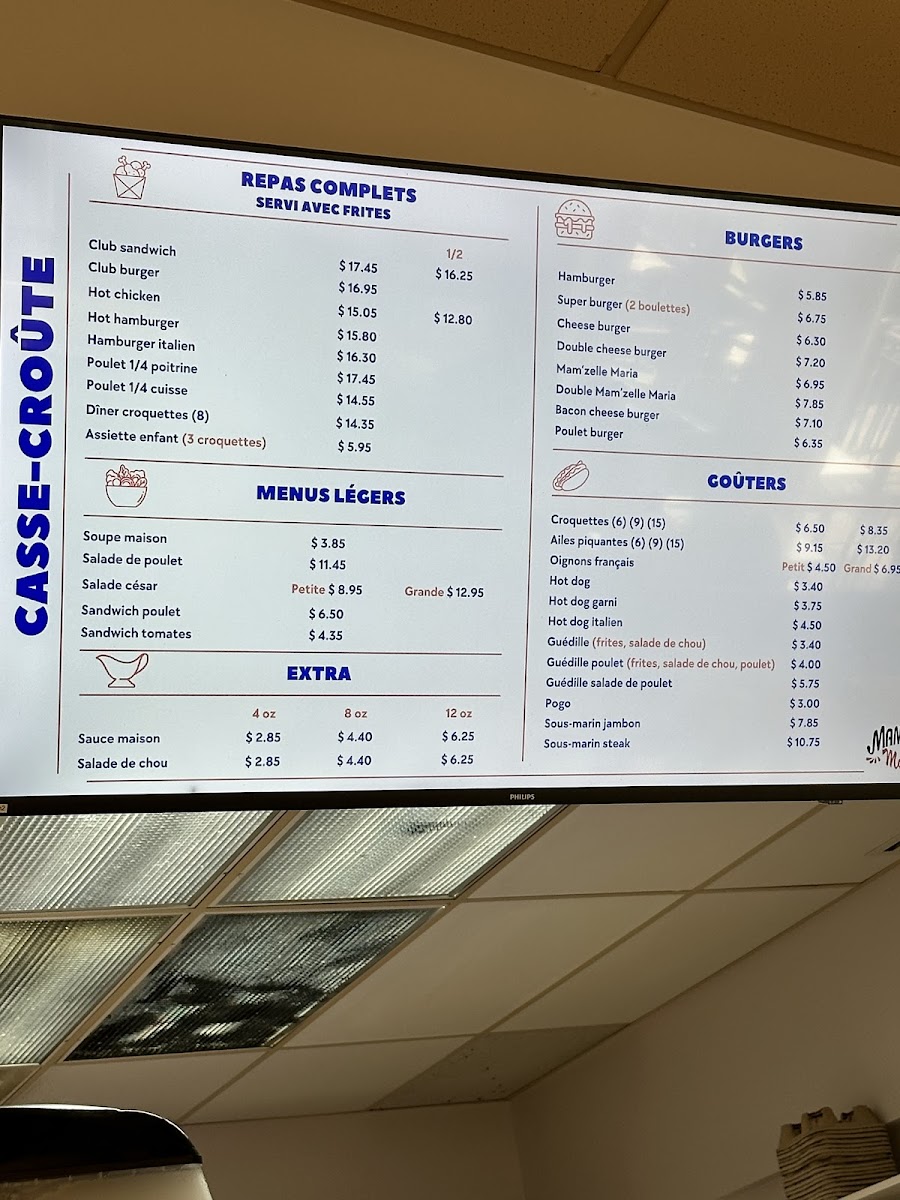 CASSE-CROÛTE
REPAS COMPLETS
SERVI AVEC FRITES
1/2
Club sandwich $17.45 $16.25
Club burger $16.95
Hot chicken $15.05 $12.80
Hot hamburger $15.80
Hamburger italien $16.30
Poulet 1/4 poitrine $17.45
Poulet 1/4 cuisse $14.55
Dîner croquettes (8) $14.35
Assiette enfant (3 croquettes) $5.95
MENUS LÉGERS
Soupe maison $3.85
Salade de poulet $11.45
Salade césar Petite $8.95 Grande $12.95
Sandwich poulet $6.50
Sandwich tomates $4.35
EXTRA
4 oz 8 oz 12 oz
Sauce maison $2.85 $4.40 $6.25
Salade de chou $2.85 $4.40 $6.25
BURGERS
Hamburger $5.85
Super burger (2 boulettes) $6.75
Cheese burger $6.30
Double cheese burger $7.20
Mam'zelle Maria $6.95
Double Mam'zelle Maria $7.85
Bacon cheese burger $7.10
Poulet burger $6.35
GOÛTERS
Croquettes (6) (9) (15) $6.50 $8.35
Ailes piquantes (6) (9) (15) $9.15 $13.20
Oignons français Petit $4.50 Grand $6.95
Hot dog $3.40
Hot dog garni $3.75
Hot dog italien $4.50
Guédille (frites, salade de chou) $3.40
Guédille poulet (frites, salade de chou, poulet) $4.00
Guédille salade de poulet $5.75
Pogo $3.00
Sous-marin jambon $7.85
Sous-marin steak $10.75
PHILIPS